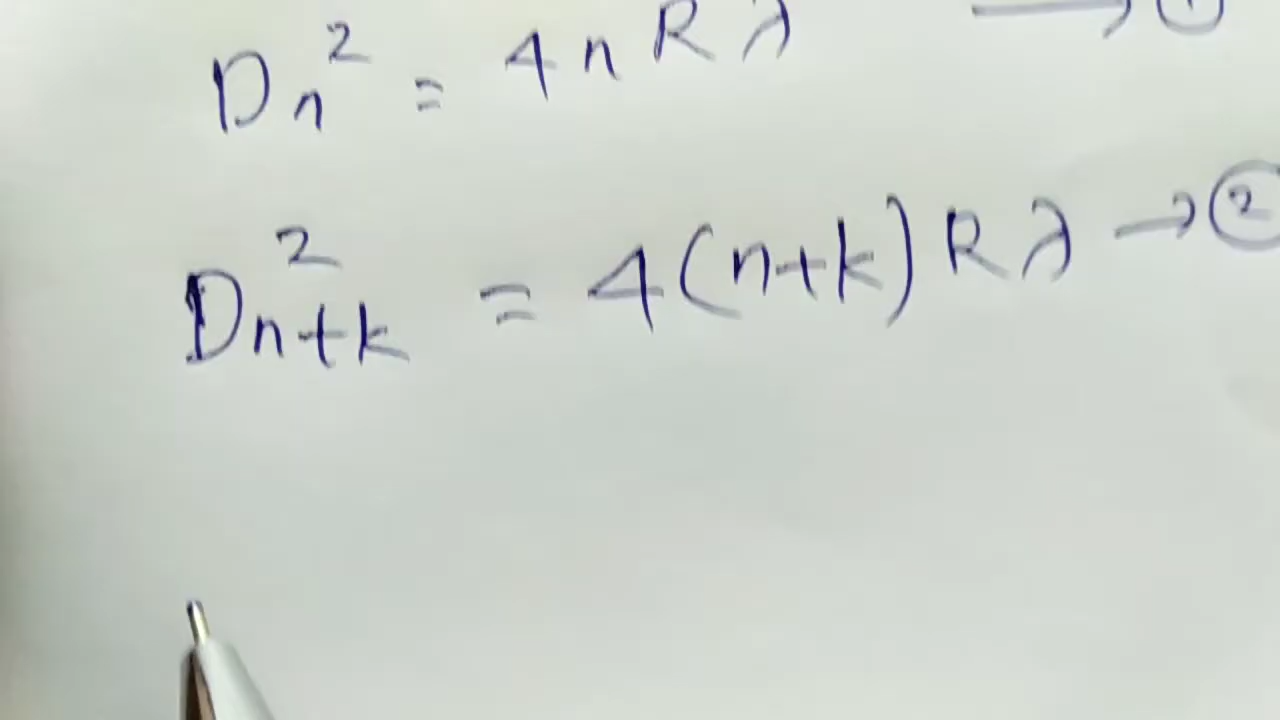 Dn² = 4nRλ ⟶ ①
D²n+k = 4(n+k)Rλ → ②